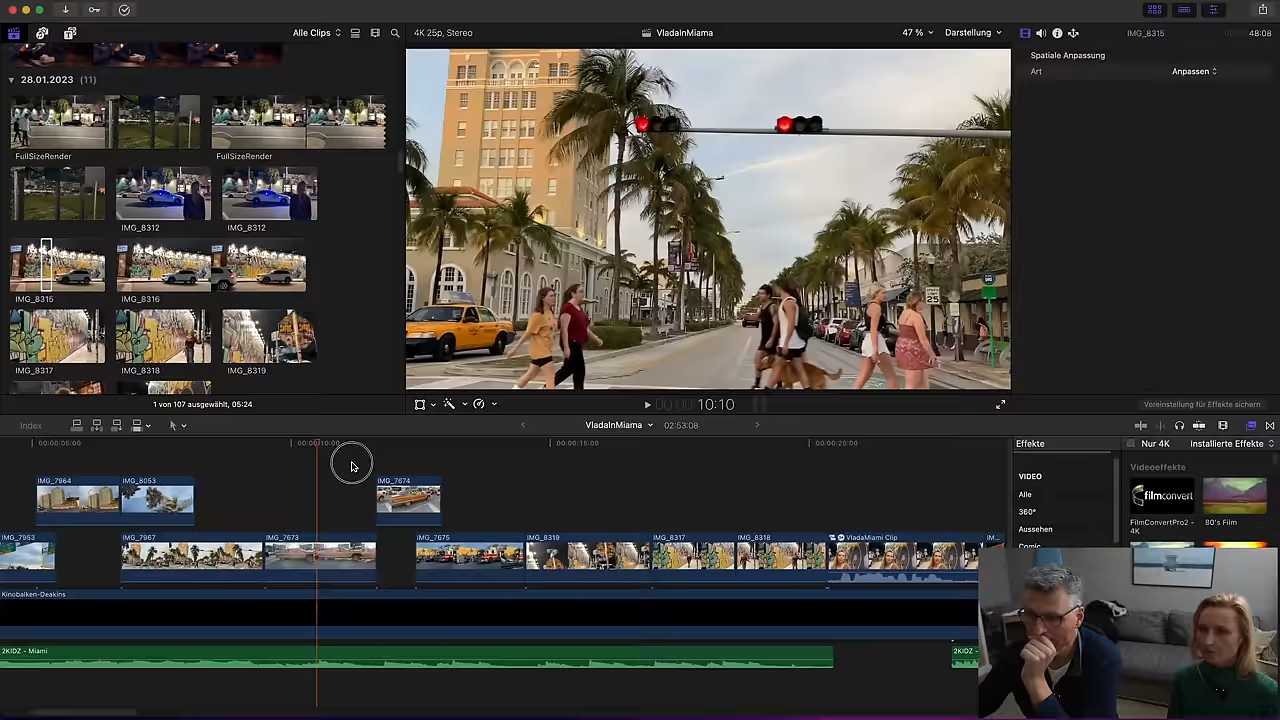 Alle Clips
4K 25p, Stereo
VladaInMiama
47 %
Darstellung
IMG_8315
48:08
28.01.2023 (11)
Spatiale Anpassung
Art
Anpassen
FullSizeRender
FullSizeRender
IMG_8312
IMG_8312
IMG_8315
IMG_8316
IMG_8317
IMG_8318
IMG_8319
SPEED LIMIT 25
1 von 107 ausgewählt, 05:24
00:00:10:10
Voreinstellung für Effekte sichern
Index
VladaInMiama
02:53:08
00:00:05:00
00:00:10:00
00:00:15:00
00:00:20:00
Effekte
Nur 4K
Installierte Effekte
VIDEO
Alle
360°
Aussehen
Comic
Videoeffekte
filmconvert
FilmConvertPro2 - 4K
80's Film
IMG_7964
IMG_8053
IMG_7674
IMG_7953
IMG_7967
IMG_7673
IMG_7675
IMG_8319
IMG_8317
IMG_8318
VladaMiami Clip
IM...
Kinobalken-Deakins
2KIDZ - Miami
2KIDZ -